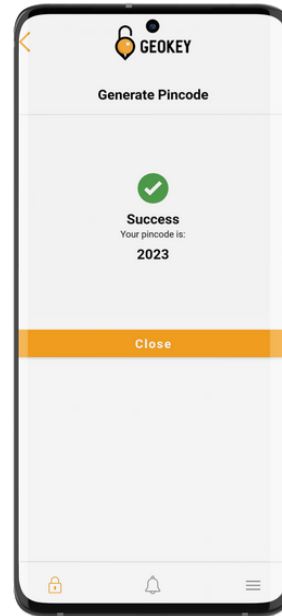 GEOKEY
Generate Pincode
Success
Your pincode is:
2023
Close